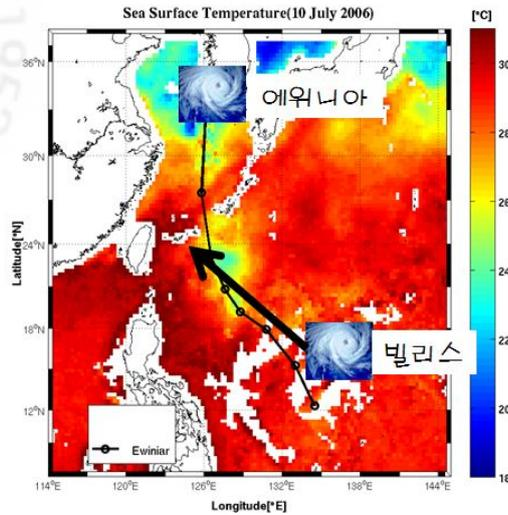 Sea Surface Temperature(10 July 2006)
[°C]
36°N
30°N
24°N
18°N
12°N
Latitude[°N]
에위니아
빌리스
Ewiniar
114°E 120°E 126°E 132°E 138°E 144°E
Longitude[°E]
30
28
26
24
22
20
18